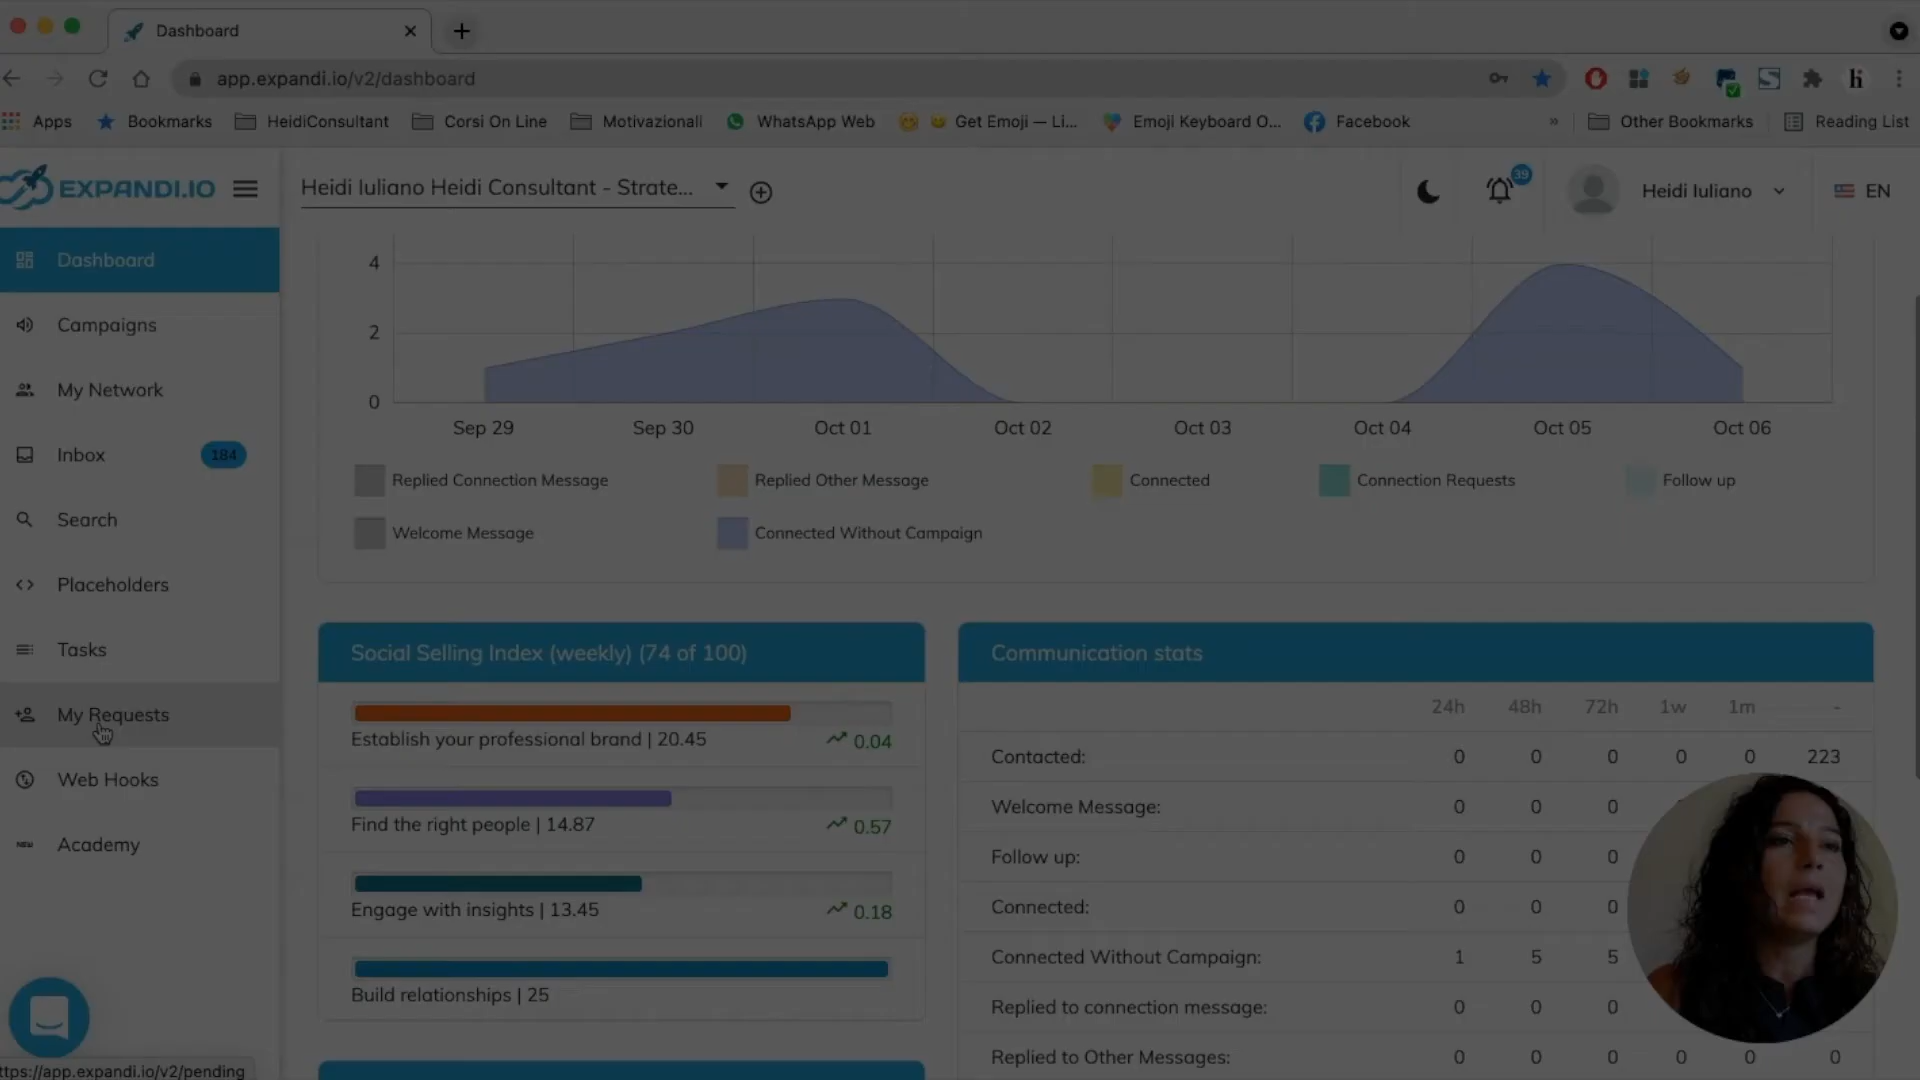 Dashboard
app.expandi.io/v2/dashboard
Apps Bookmarks HeidiConsultant Corsi On Line Motivazionali WhatsApp Web Get Emoji — Li... Emoji Keyboard O... Facebook » Other Bookmarks Reading List
EXPANDI.IO
Heidi Iuliano Heidi Consultant - Strate...
39
Heidi Iuliano
EN
Dashboard
Campaigns
My Network
Inbox 184
Search
Placeholders
Tasks
My Requests
Web Hooks
NEW Academy
4
2
0
Sep 29 Sep 30 Oct 01 Oct 02 Oct 03 Oct 04 Oct 05 Oct 06
Replied Connection Message Replied Other Message Connected Connection Requests Follow up
Welcome Message Connected Without Campaign
Social Selling Index (weekly) (74 of 100)
Establish your professional brand | 20.45 0.04
Find the right people | 14.87 0.57
Engage with insights | 13.45 0.18
Build relationships | 25
Communication stats
24h 48h 72h 1w 1m -
Contacted: 0 0 0 0 0 223
Welcome Message: 0 0 0
Follow up: 0 0 0
Connected: 0 0 0
Connected Without Campaign: 1 5 5
Replied to connection message: 0 0 0
Replied to Other Messages: 0 0 0 0 0 0
ttps://app.expandi.io/v2/pending